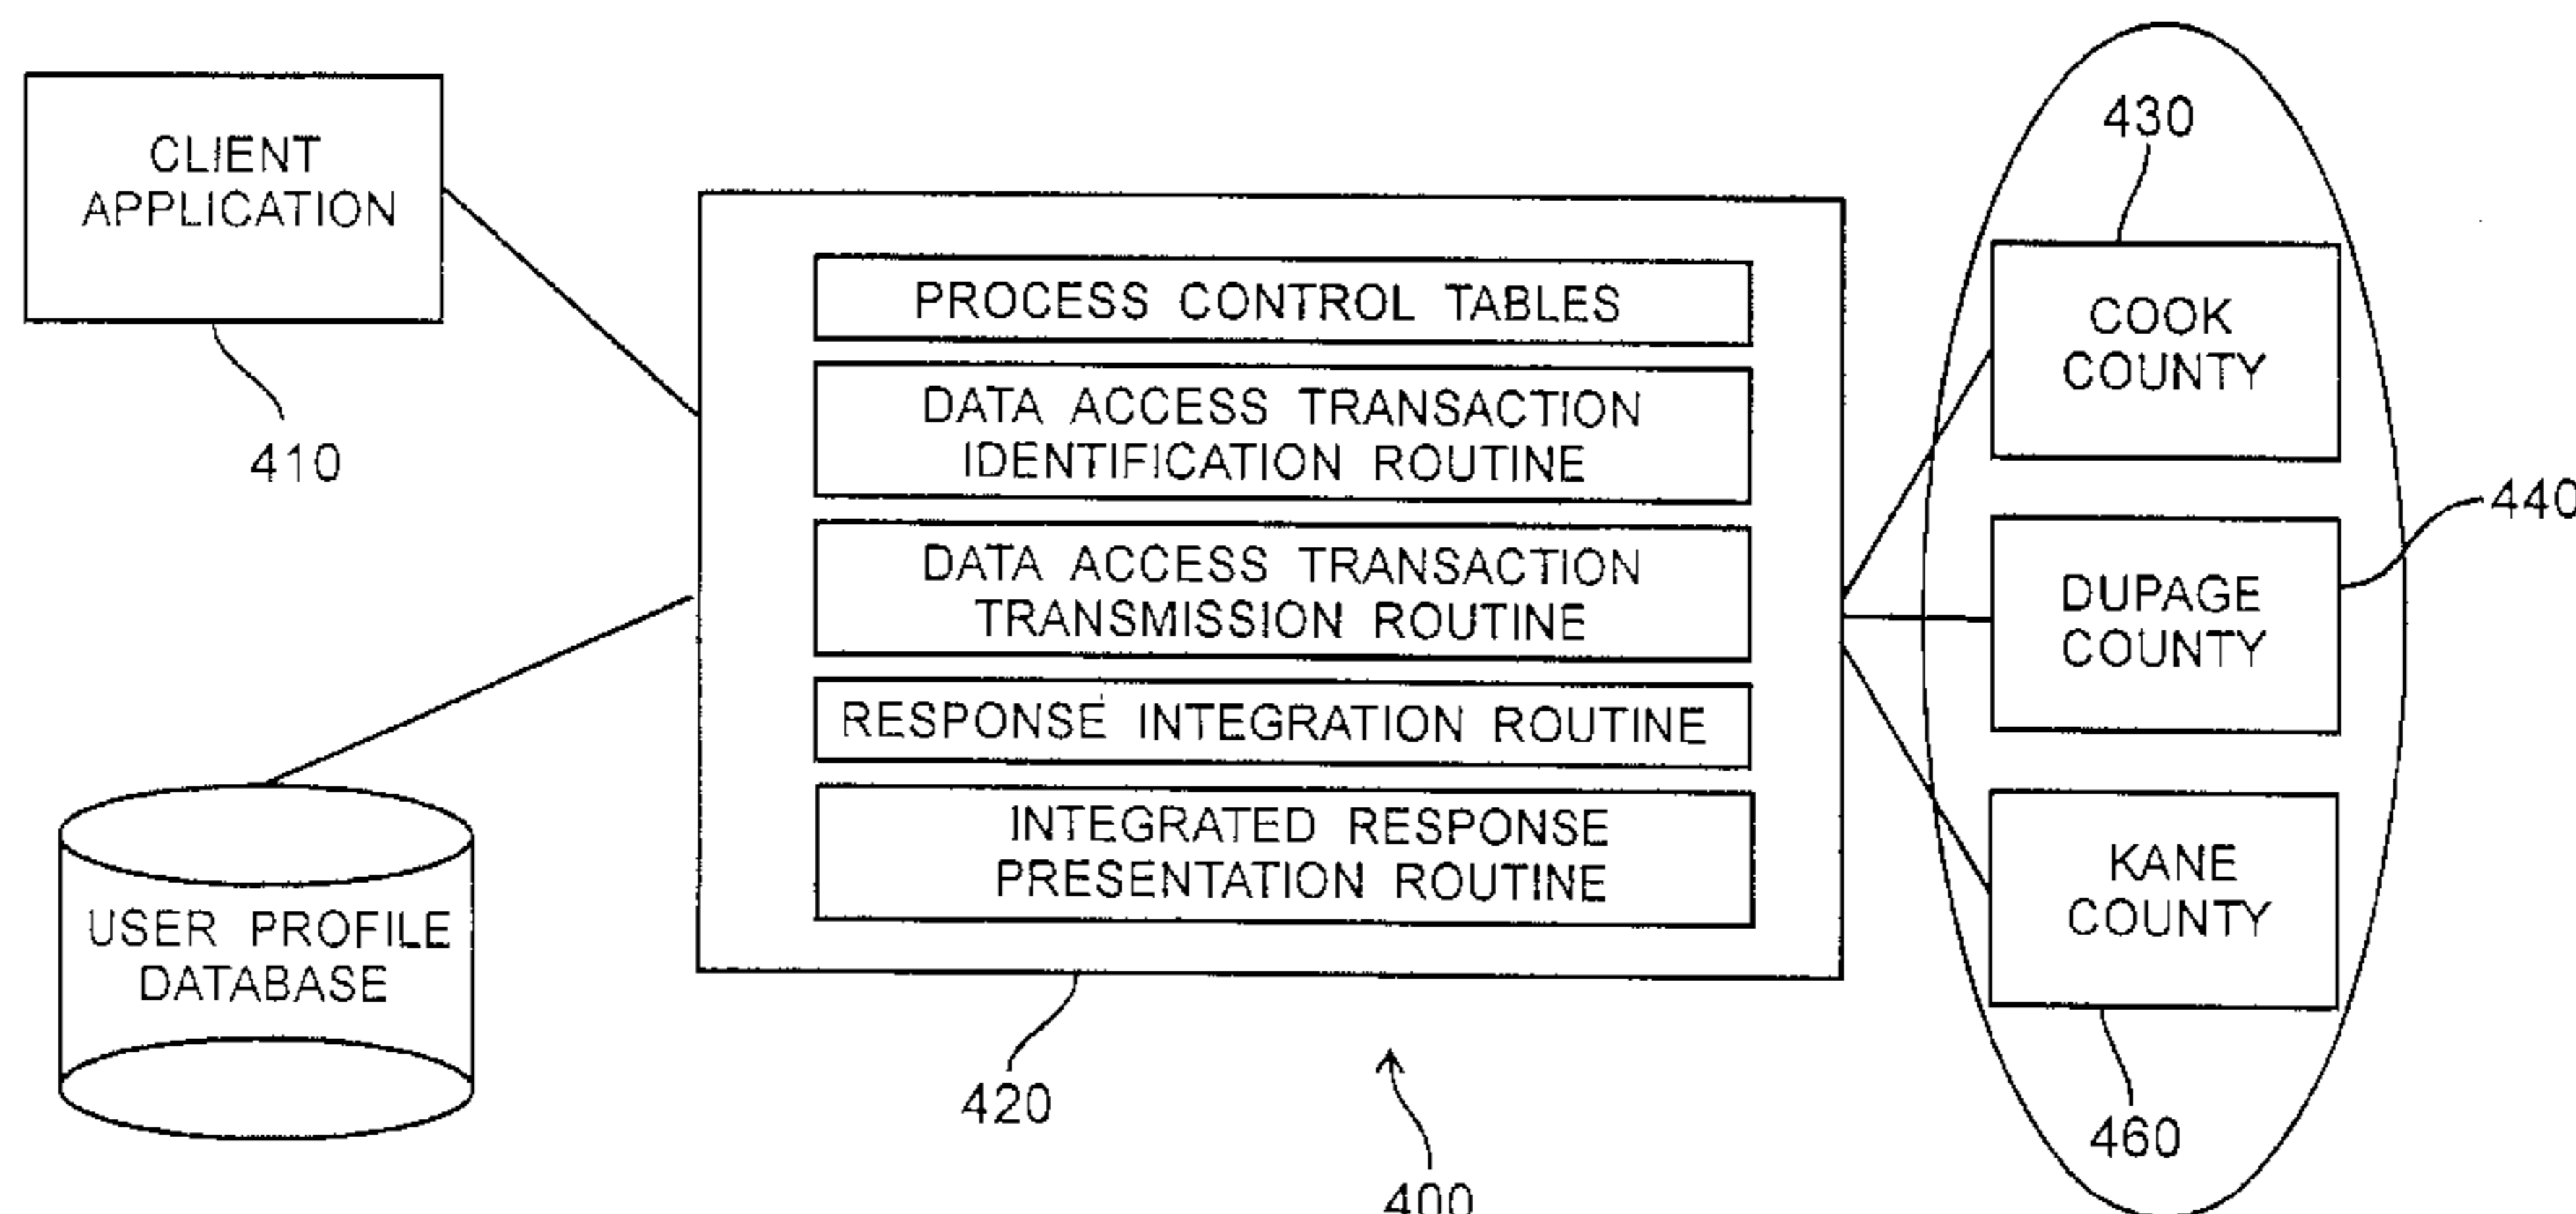 CLIENT
APPLICATION
410
PROCESS CONTROL TABLES
DATA ACCESS TRANSACTION
IDENTIFICATION ROUTINE
DATA ACCESS TRANSACTION
TRANSMISSION ROUTINE
RESPONSE INTEGRATION ROUTINE
INTEGRATED RESPONSE
PRESENTATION ROUTINE
420
400
USER PROFILE
DATABASE
430
COOK
COUNTY
440
DUPAGE
COUNTY
KANE
COUNTY
460